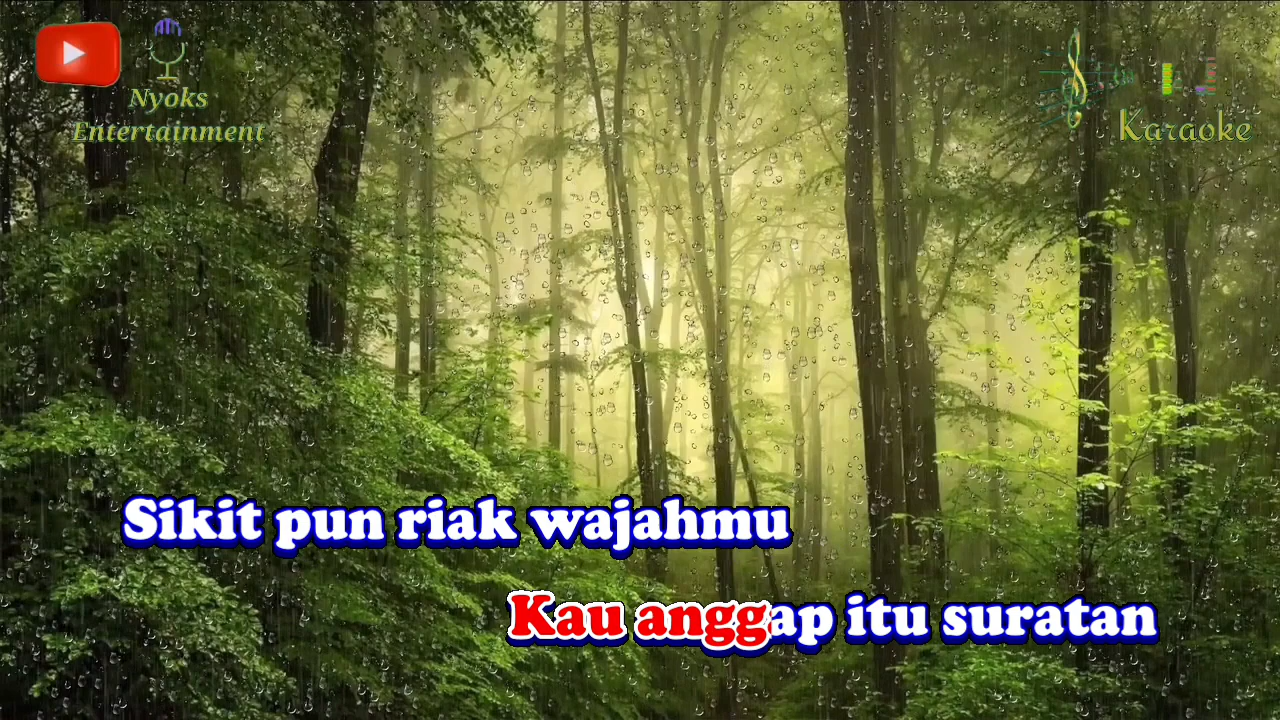 Nyoks
Entertainment
Karaoke
Sikit pun riak wajahmu
Kau anggap itu suratan